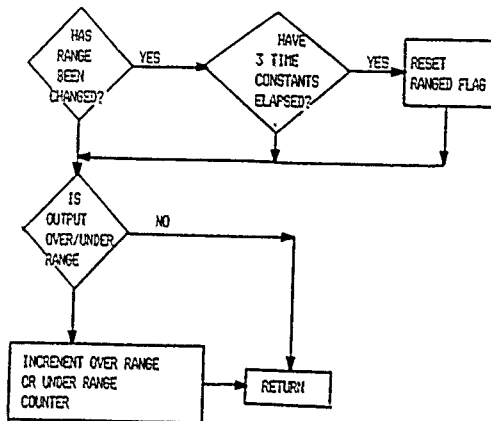 HAS
RANGE
BEEN
CHANGED?
YES
HAVE
3 TIME
CONSTANTS
ELAPSED?
YES
RESET
RANGED FLAG
IS
OUTPUT
OVER/UNDER
RANGE
NO
INCREMENT OVER RANGE
CR UNDER RANGE
COUNTER
RETURN